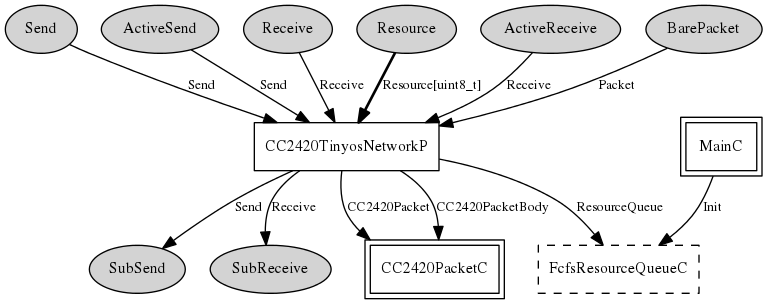 Send
ActiveSend
Receive
Resource
ActiveReceive
BarePacket
Send
Send
Receive
Resource[uint8_t]
Receive
Packet
CC2420TinyosNetworkP
MainC
Send
Receive
CC2420Packet
CC2420PacketBody
ResourceQueue
Init
SubSend
SubReceive
CC2420PacketC
FcfsResourceQueueC